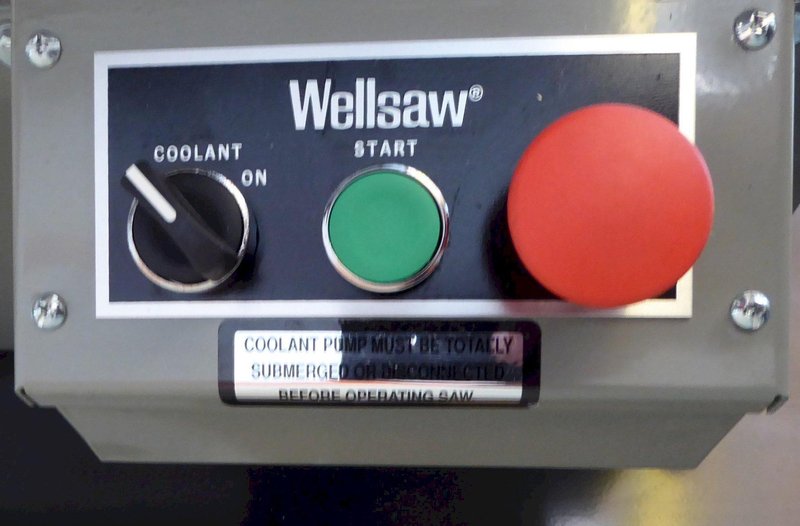 Wellsaw®
COOLANT
ON
START
COOLANT PUMP MUST BE TOTALLY
SUBMERGED OR DISCONNECTED
BEFORE OPERATING SAW